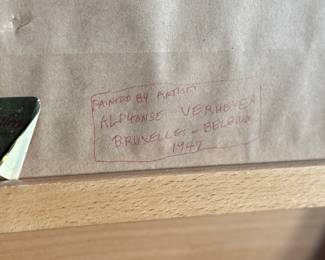 PAINTED BY ARTIST
ALPHONSE VERHOVEN
BRUXELLES - BELGIUM
1947